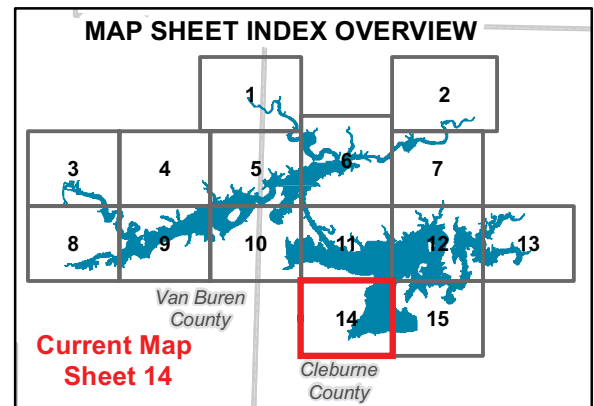 MAP SHEET INDEX OVERVIEW
1
2
3
4
5
6
7
8
9
10
11
12
13
Van Buren
County
14
15
Current Map
Sheet 14
Cleburne
County